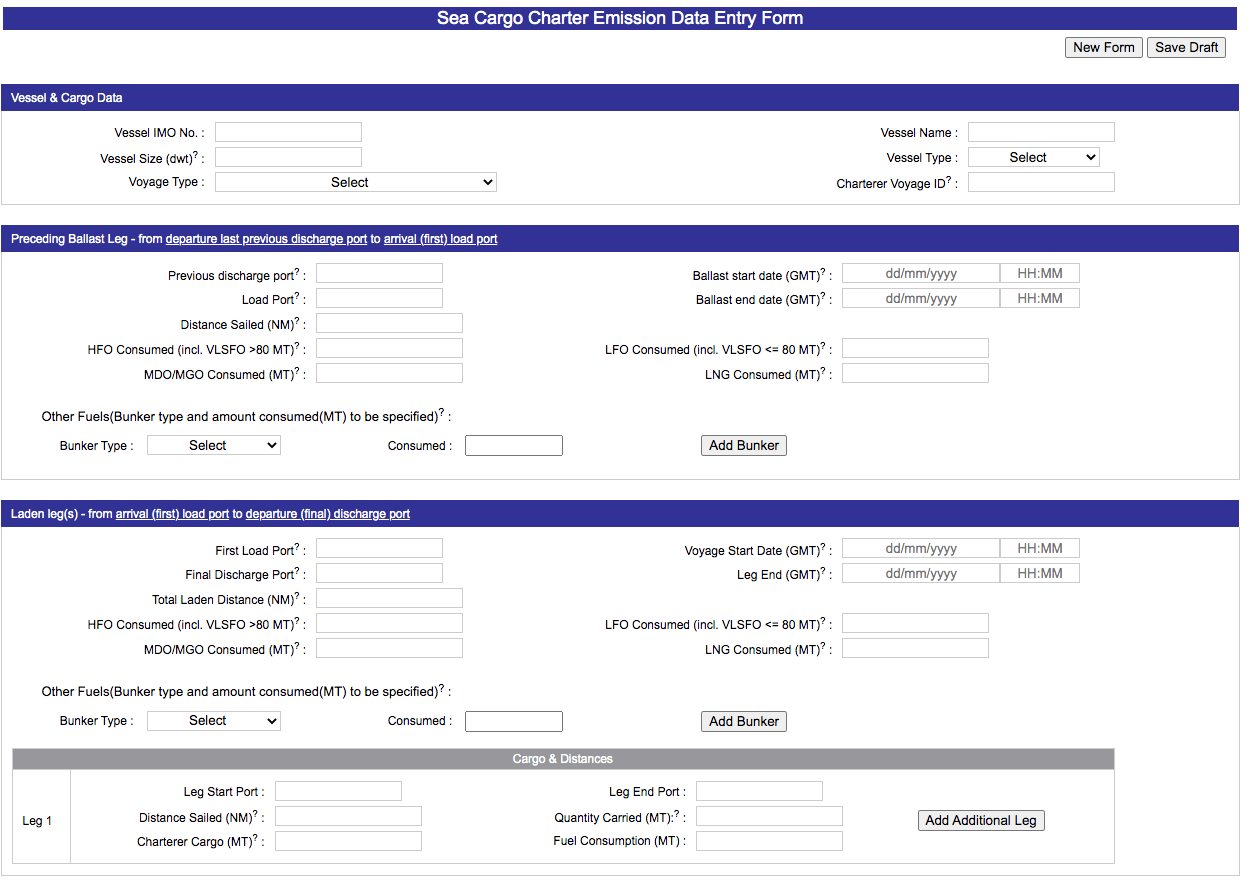 Sea Cargo Charter Emission Data Entry Form
New Form Save Draft
Vessel & Cargo Data
Vessel IMO No. : Vessel Name :
Vessel Size (dwt)? : Vessel Type : Select
Voyage Type : Select Charterer Voyage ID? :
Preceding Ballast Leg - from departure last previous discharge port to arrival (first) load port
Previous discharge port? : Ballast start date (GMT)? : dd/mm/yyyy HH:MM
Load Port? : Ballast end date (GMT)? : dd/mm/yyyy HH:MM
Distance Sailed (NM)? :
HFO Consumed (incl. VLSFO >80 MT)? : LFO Consumed (incl. VLSFO <= 80 MT)? :
MDO/MGO Consumed (MT)? : LNG Consumed (MT)? :
Other Fuels(Bunker type and amount consumed(MT) to be specified)? :
Bunker Type : Select Consumed : Add Bunker
Laden leg(s) - from arrival (first) load port to departure (final) discharge port
First Load Port? : Voyage Start Date (GMT)? : dd/mm/yyyy HH:MM
Final Discharge Port? : Leg End (GMT)? : dd/mm/yyyy HH:MM
Total Laden Distance (NM)? :
HFO Consumed (incl. VLSFO >80 MT)? : LFO Consumed (incl. VLSFO <= 80 MT)? :
MDO/MGO Consumed (MT)? : LNG Consumed (MT)? :
Other Fuels(Bunker type and amount consumed(MT) to be specified)? :
Bunker Type : Select Consumed : Add Bunker
Cargo & Distances
Leg Start Port : Leg End Port :
Leg 1 Distance Sailed (NM)? : Quantity Carried (MT):? : Add Additional Leg
Charterer Cargo (MT)? : Fuel Consumption (MT) :